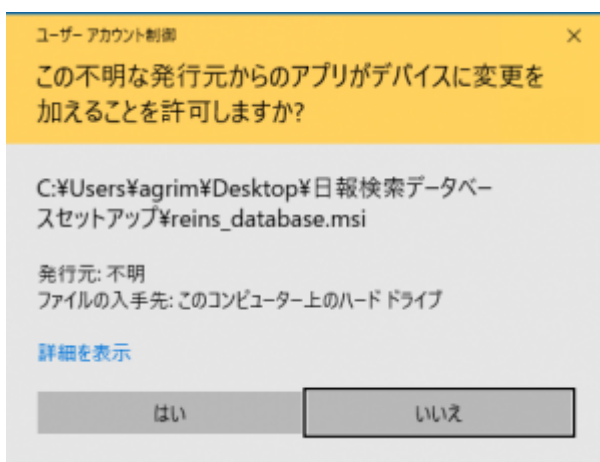 ユーザー アカウント制御
この不明な発行元からのアプリがデバイスに変更を
加えることを許可しますか?
C:¥Users¥agrim¥Desktop¥日報検索データベー
スセットアップ¥reins_database.msi
発行元: 不明
ファイルの入手先: このコンピューター上のハード ドライブ
詳細を表示
はい
いいえ